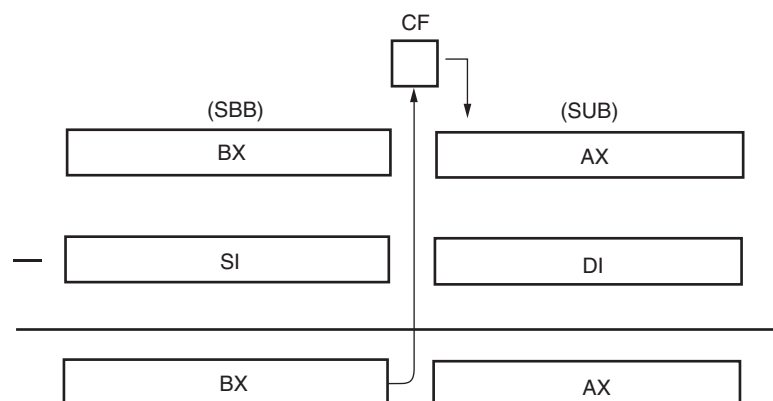 CF
(SBB) (SUB)
BX AX
— SI DI
BX AX